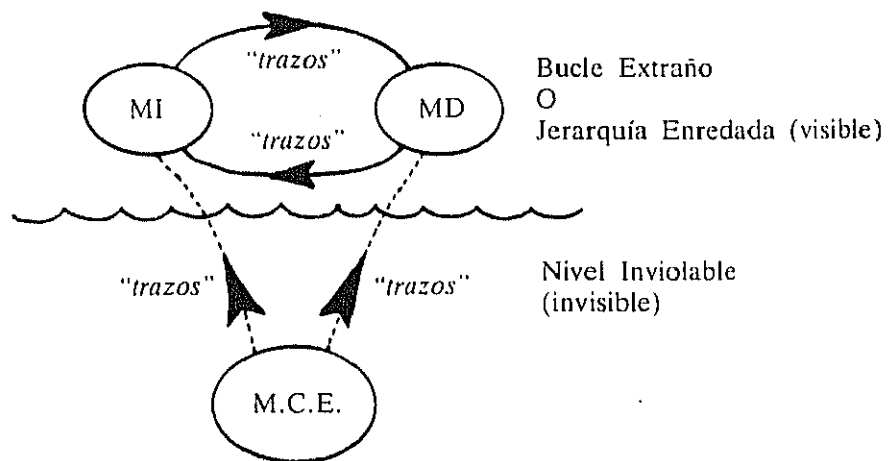 “trazos”
MI
MD
Bucle Extraño
O
Jerarquía Enredada (visible)
“trazos”
“trazos”
“trazos”
Nivel Inviolable
(invisible)
M.C.E.